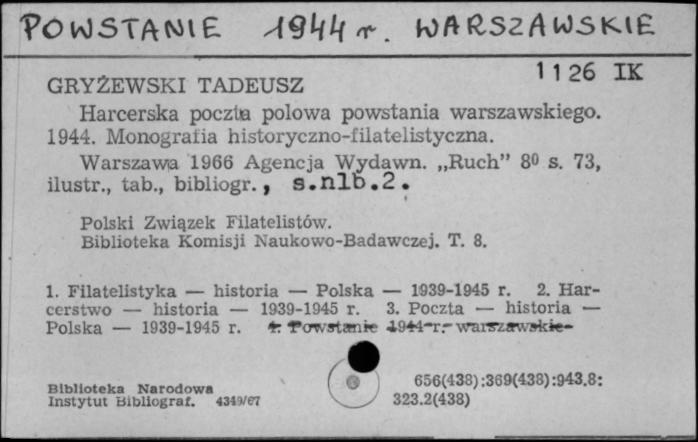 POWSTANIE 1944 r. WARSZAWSKIE
1126 IK
GRYŻEWSKI TADEUSZ
Harcerska poczta polowa powstania warszawskiego.
1944. Monografia historyczno-filatelistyczna.
Warszawa 1966 Agencja Wydawn. „Ruch” 8⁰ s. 73,
ilustr., tab., bibliogr., s.nlb.2.
Polski Związek Filatelistów.
Biblioteka Komisji Naukowo-Badawczej. T. 8.
1. Filatelistyka — historia — Polska — 1939-1945 r. 2. Har-
cerstwo — historia — 1939-1945 r. 3. Poczta — historia —
Polska — 1939-1945 r. 4. Powstanie 1944 r. warszawskie
Biblioteka Narodowa
Instytut Bibliograf. 4349/67
656(438):369(438):943.8:
323.2(438)